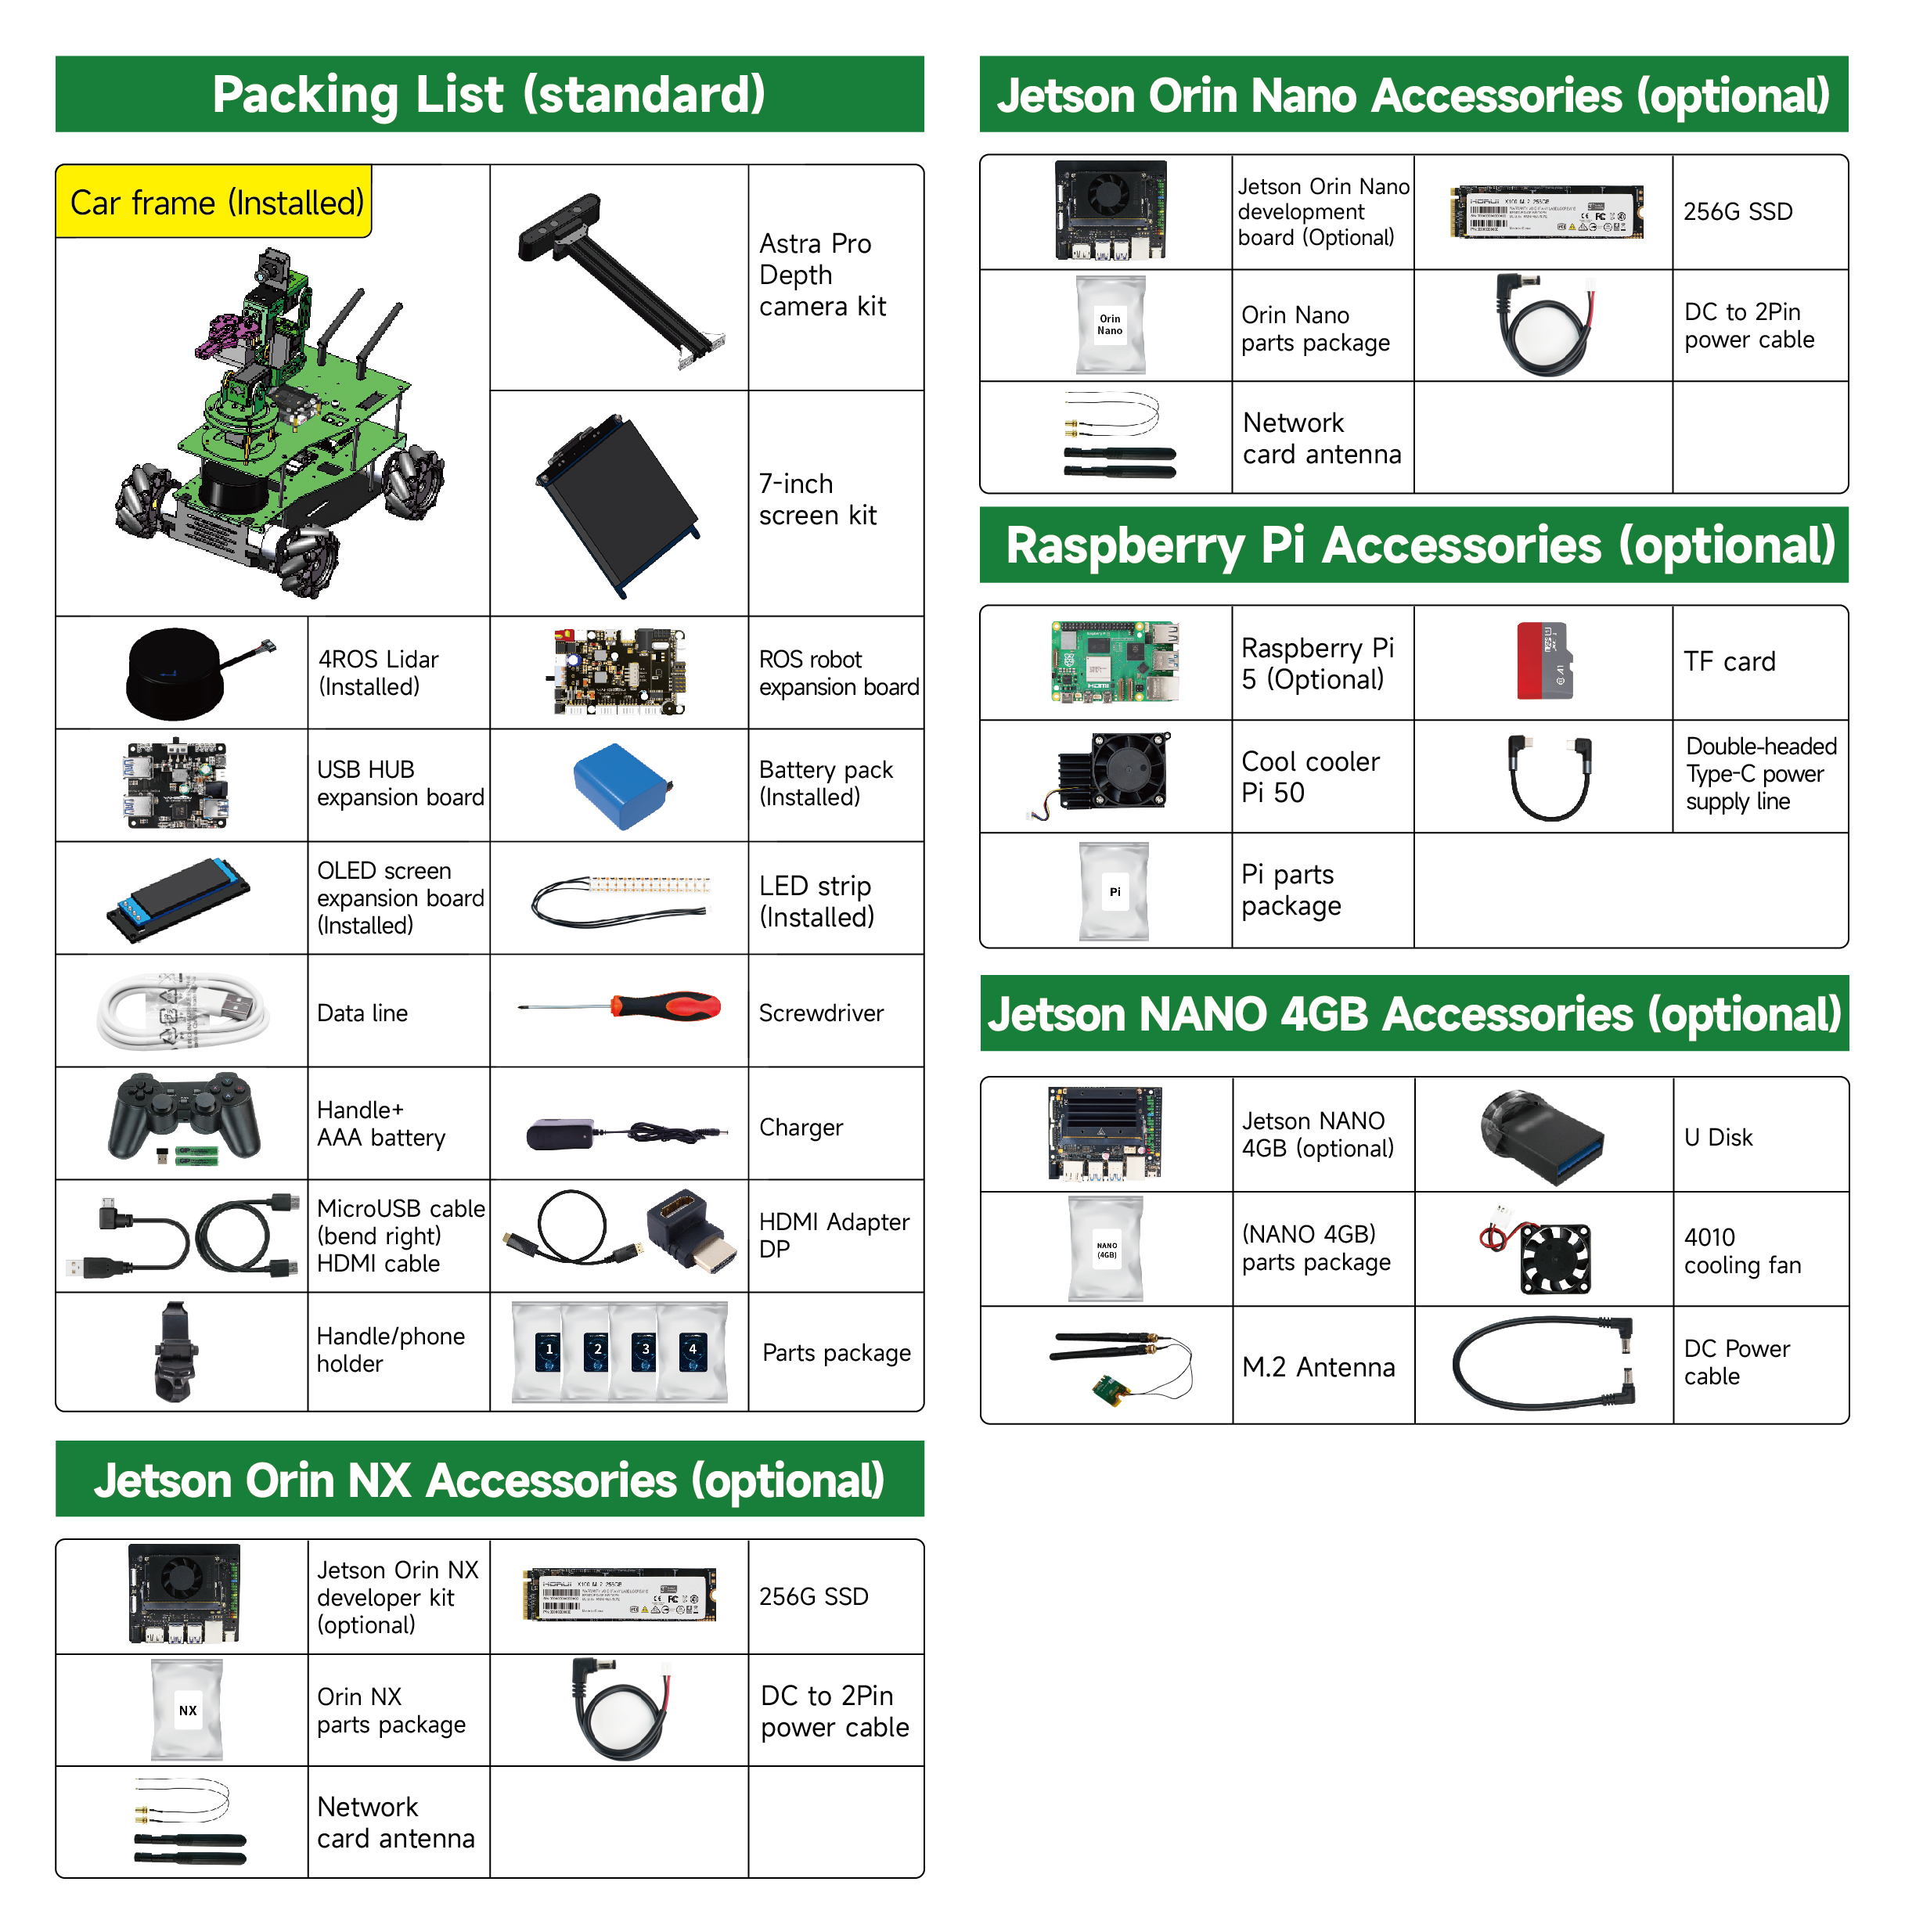 Packing List (standard)
Car frame (Installed)
Astra Pro
Depth
camera kit
7-inch
screen kit
4ROS Lidar
(Installed)
ROS robot
expansion board
USB HUB
expansion board
Battery pack
(Installed)
OLED screen
expansion board
(Installed)
LED strip
(Installed)
Data line
Screwdriver
Handle+
AAA battery
Charger
MicroUSB cable
(bend right)
HDMI cable
HDMI Adapter
DP
Handle/phone
holder
1
2
3
4
Parts package
Jetson Orin NX Accessories (optional)
Jetson Orin NX
developer kit
(optional)
256G SSD
NX
Orin NX
parts package
DC to 2Pin
power cable
Network
card antenna
Jetson Orin Nano Accessories (optional)
Jetson Orin Nano
development
board (Optional)
256G SSD
Orin
Nano
Orin Nano
parts package
DC to 2Pin
power cable
Network
card antenna
Raspberry Pi Accessories (optional)
Raspberry Pi
5 (Optional)
TF card
Cool cooler
Pi 50
Double-headed
Type-C power
supply line
Pi
Pi parts
package
Jetson NANO 4GB Accessories (optional)
Jetson NANO
4GB (optional)
U Disk
NANO
(4GB)
(NANO 4GB)
parts package
4010
cooling fan
M.2 Antenna
DC Power
cable